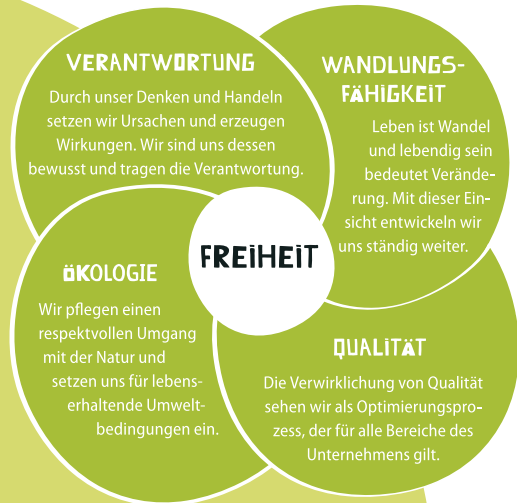 VERANTWORTUNG
Durch unser Denken und Handeln
setzen wir Ursachen und erzeugen
Wirkungen. Wir sind uns dessen
bewusst und tragen die Verantwortung.
WANDLUNGS-
FÄHIGKEIT
Leben ist Wandel
und lebendig sein
bedeutet Verände-
rung. Mit dieser Ein-
sicht entwickeln wir
uns ständig weiter.
FREIHEIT
ÖKOLOGIE
Wir pflegen einen
respektvollen Umgang
mit der Natur und
setzen uns für lebens-
erhaltende Umwelt-
bedingungen ein.
QUALITÄT
Die Verwirklichung von Qualität
sehen wir als Optimierungspro-
zess, der für alle Bereiche des
Unternehmens gilt.